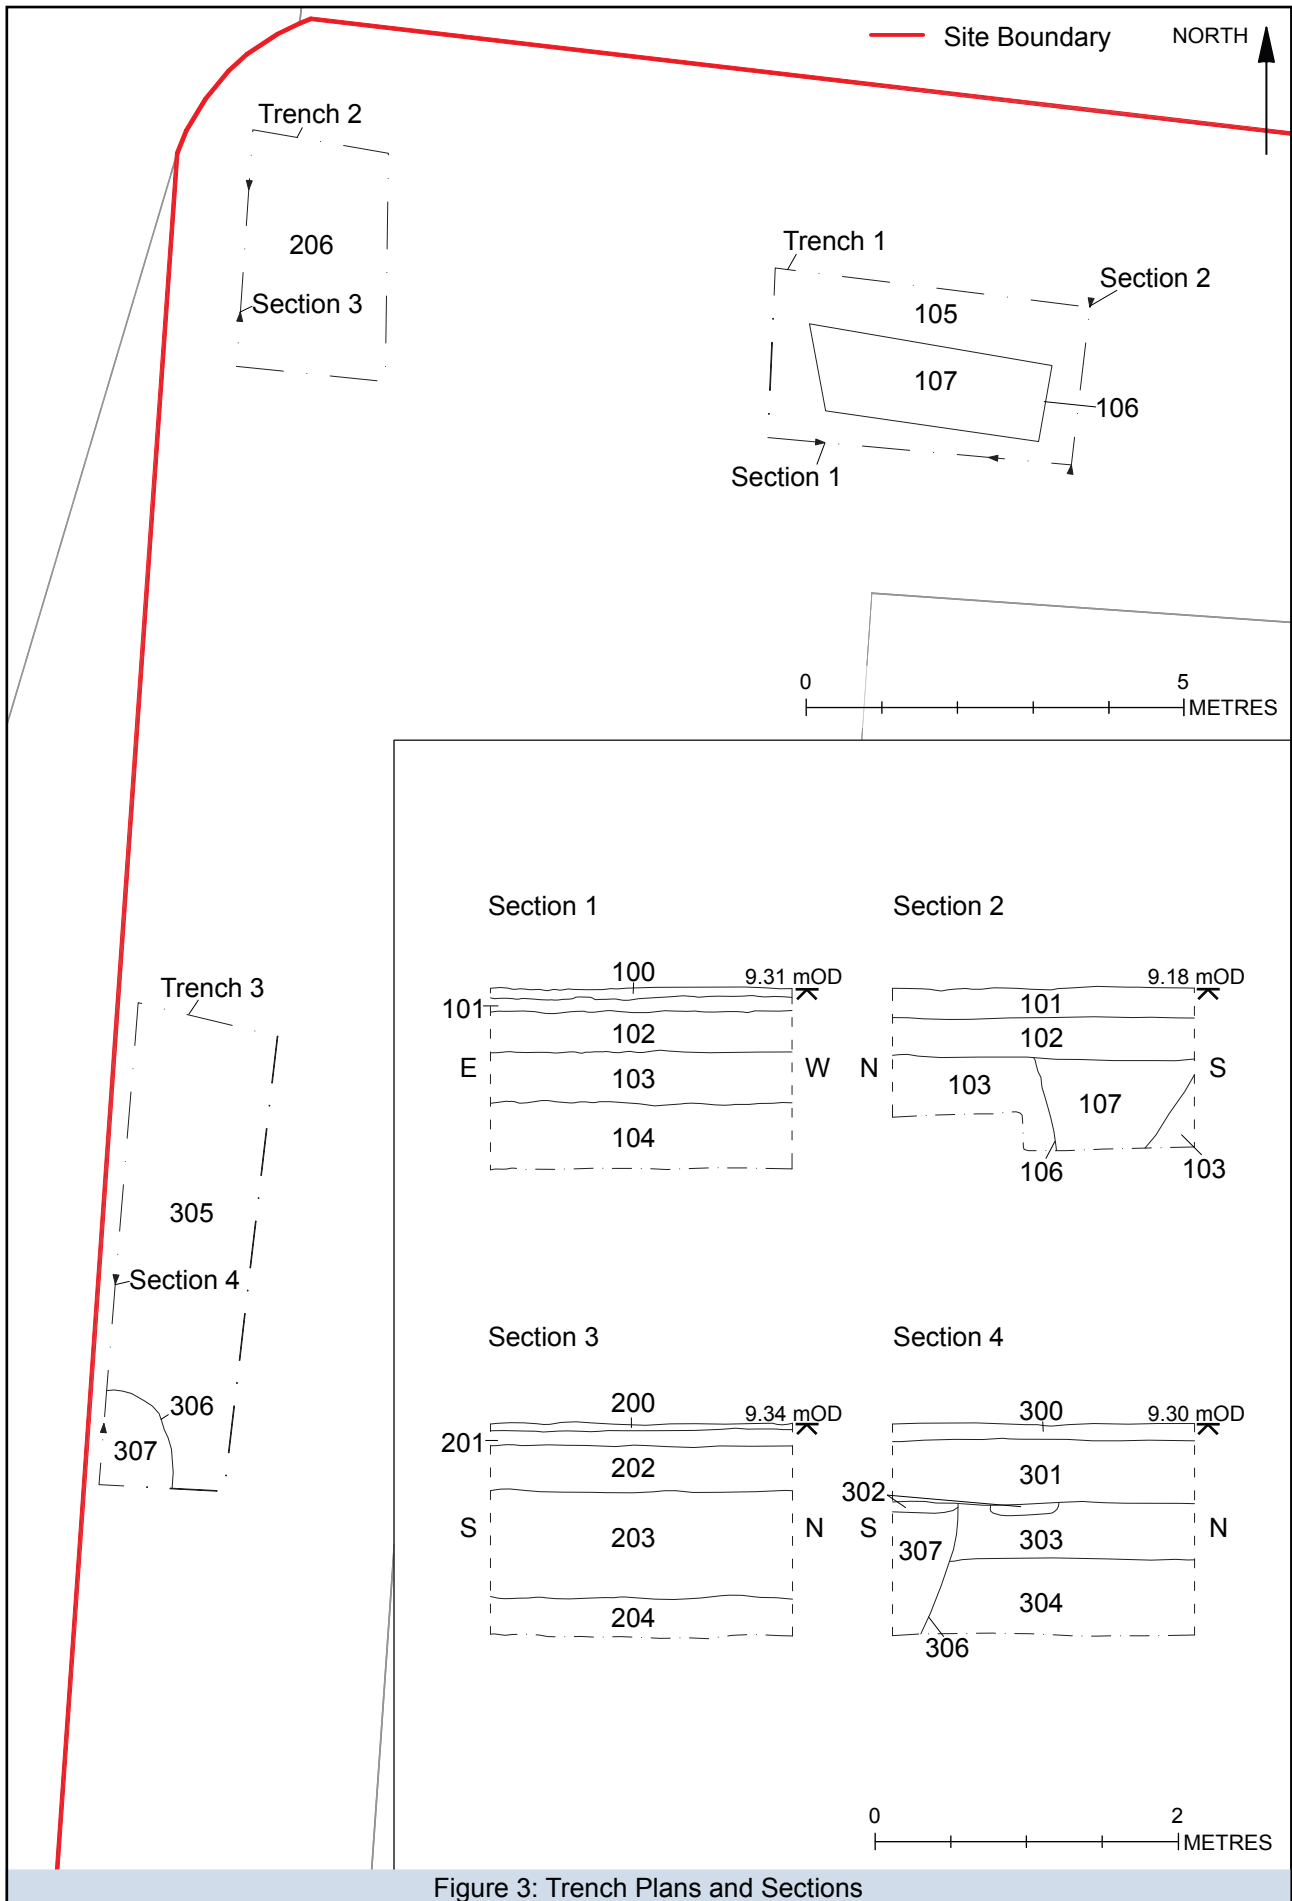 Site Boundary
NORTH
Trench 2
206
Section 3
Trench 1
Section 2
105
107
106
Section 1
0 5
METRES
Trench 3
305
Section 4
306
307
Section 1
100
9.31 mOD
101
102
E
W
103
104
Section 2
9.18 mOD
101
102
N
S
103
107
106
103
Section 3
200
9.34 mOD
201
202
S
N
203
204
Section 4
300
9.30 mOD
301
302
S
N
307
303
304
306
0 2
METRES
Figure 3: Trench Plans and Sections